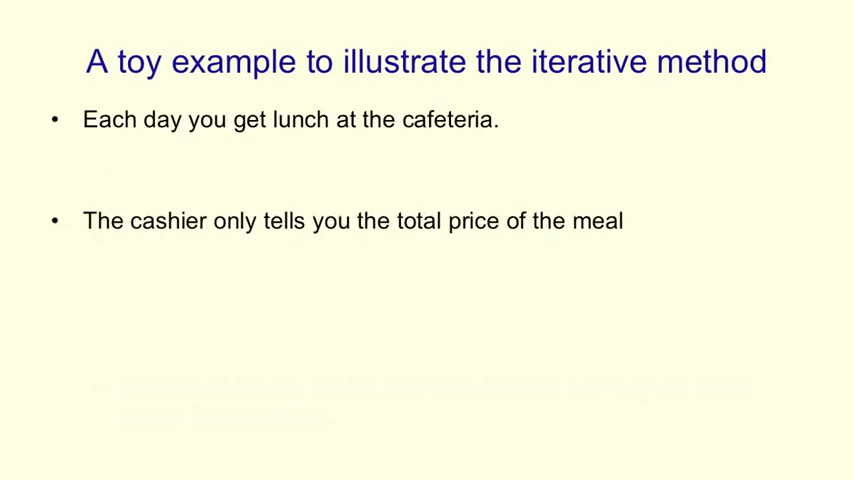 A toy example to illustrate the iterative method
• Each day you get lunch at the cafeteria.
• The cashier only tells you the total price of the meal